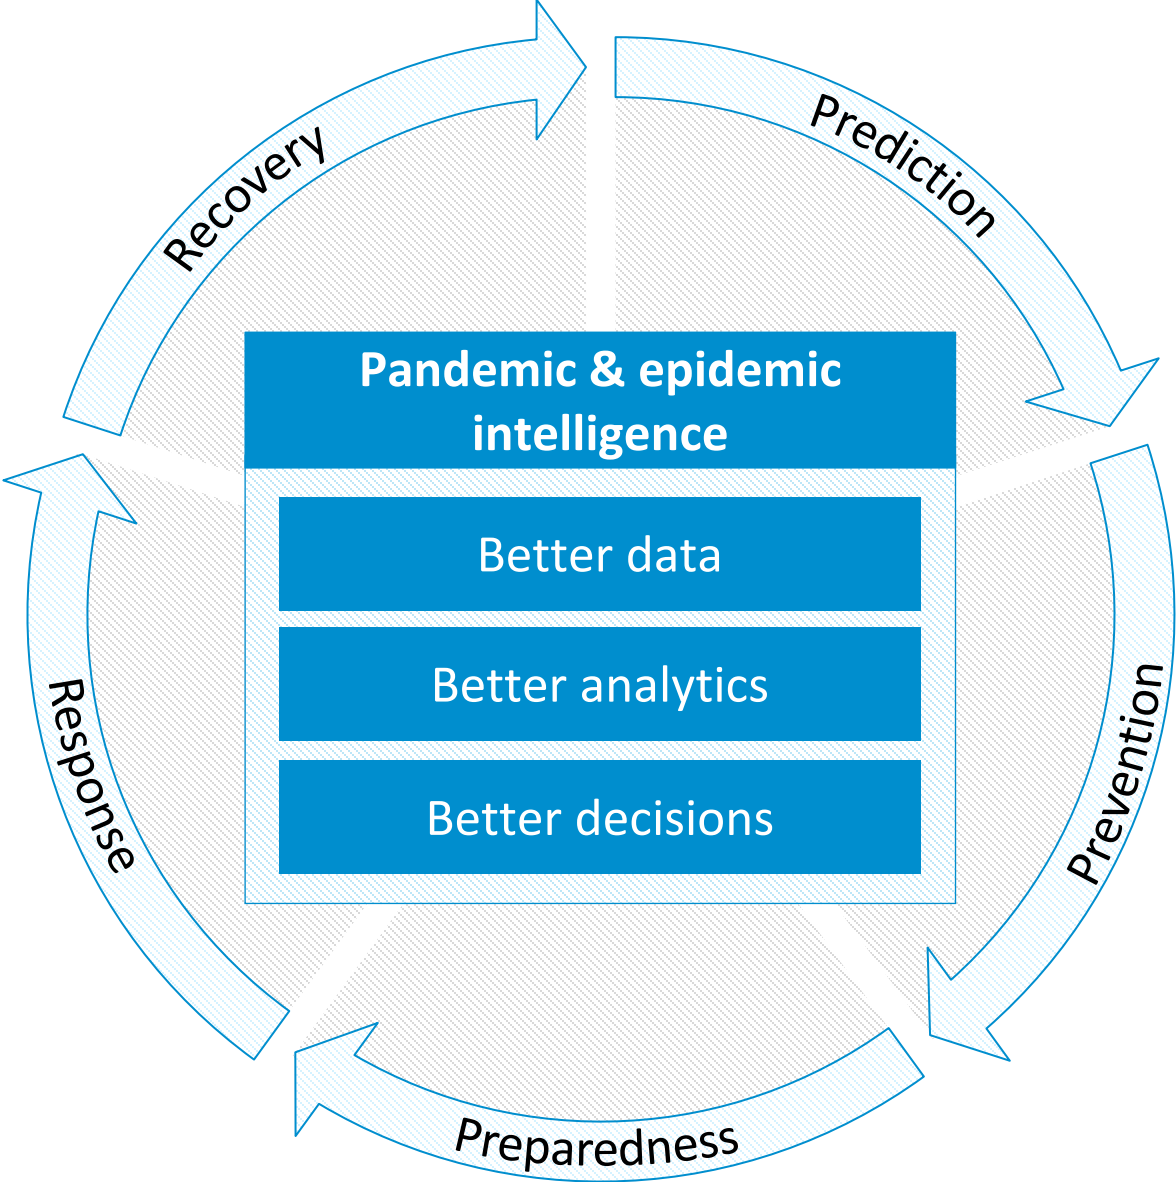 Recovery
Prediction
Pandemic & epidemic
intelligence
Better data
Better analytics
Better decisions
Response
Prevention
Preparedness